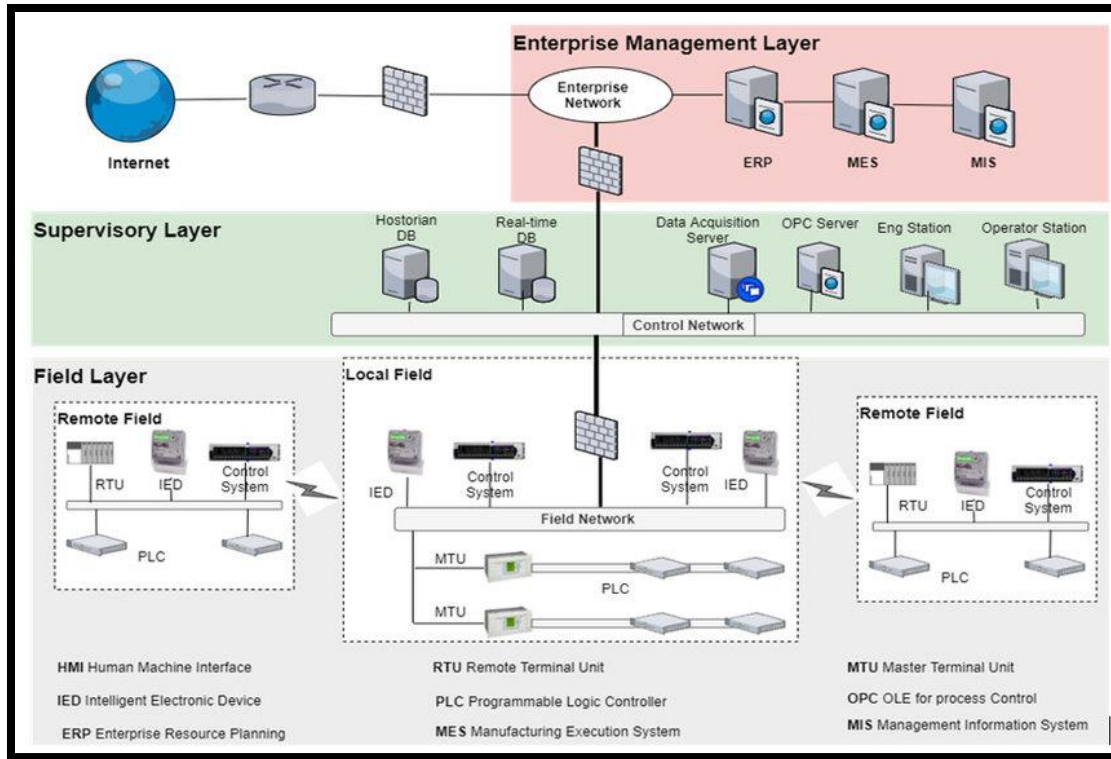 Enterprise Management Layer
Enterprise
Network
Internet
ERP
MES
MIS
Supervisory Layer
Hostorian
DB
Real-time
DB
Data Acquisition
Server
OPC Server
Eng Station
Operator Station
Control Network
Field Layer
Remote Field
RTU
IED
Control
System
PLC
Local Field
IED
Control
System
Control
System
IED
Field Network
MTU
PLC
MTU
Remote Field
RTU
IED
Control
System
PLC
HMI Human Machine Interface
RTU Remote Terminal Unit
MTU Master Terminal Unit
IED Intelligent Electronic Device
PLC Programmable Logic Controller
OPC OLE for process Control
ERP Enterprise Resource Planning
MES Manufacturing Execution System
MIS Management Information System